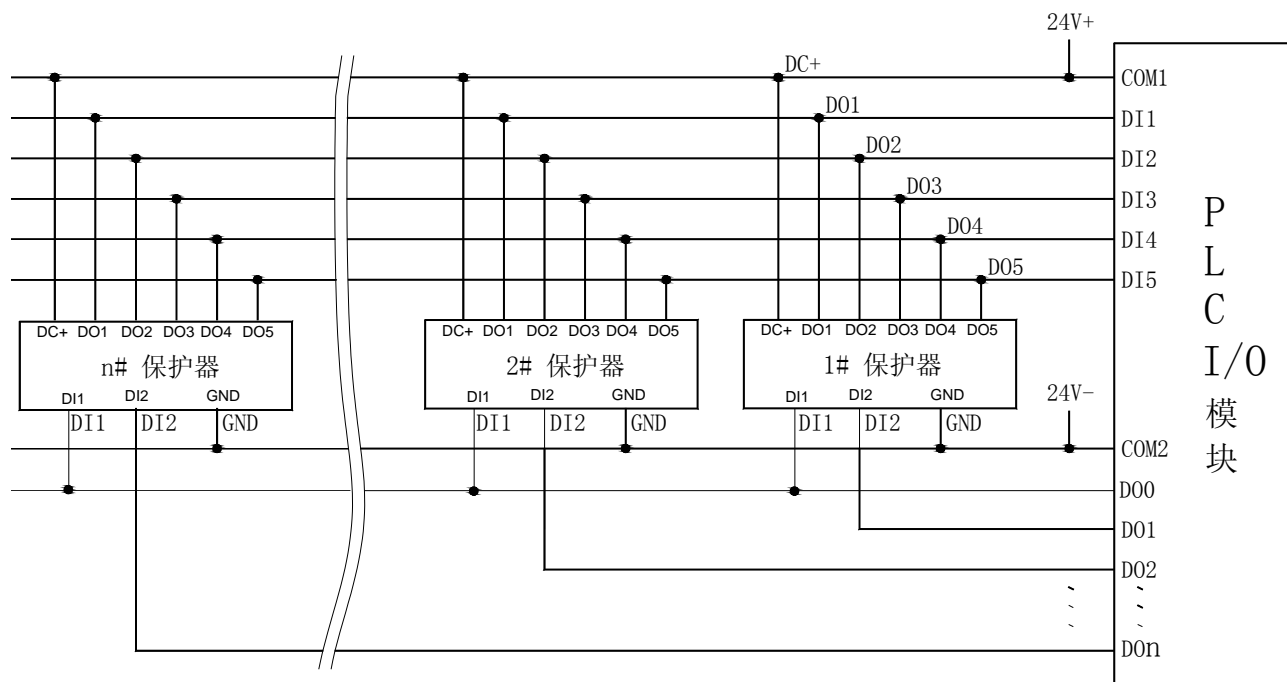 24V+
DC+
COM1
DO1
DI1
DO2
DI2
DO3
DI3
DO4
DI4
DO5
DI5
DC+ DO1 DO2 DO3 DO4 DO5
n# 保护器
DI1 DI2 GND
DI1 DI2 GND
DC+ DO1 DO2 DO3 DO4 DO5
2# 保护器
DI1 DI2 GND
DI1 DI2 GND
DC+ DO1 DO2 DO3 DO4 DO5
1# 保护器
DI1 DI2 GND
DI1 DI2 GND
24V-
COM2
DO0
DO1
DO2
DOn
P
L
C
I/O
模
块